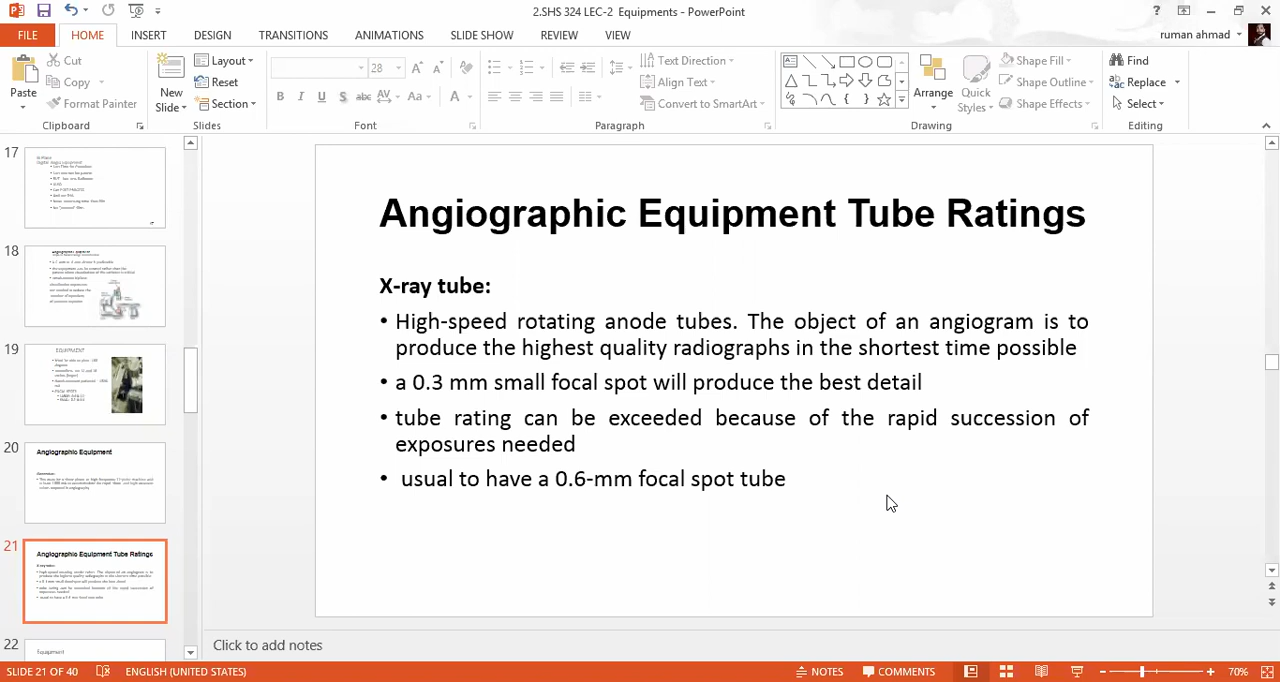 2.SHS 324 LEC-2 Equipments - PowerPoint
FILE HOME INSERT DESIGN TRANSITIONS ANIMATIONS SLIDE SHOW REVIEW VIEW ruman ahmad
Paste
Cut
Copy
Format Painter
Clipboard
New Slide
Layout
Reset
Section
Slides
28
Font
Text Direction
Align Text
Convert to SmartArt
Paragraph
Arrange
Quick Styles
Shape Fill
Shape Outline
Shape Effects
Drawing
Find
Replace
Select
Editing
17
18
19
EQUIPMENT
20
Angiographic Equipment
21
Angiographic Equipment Tube Ratings
22
Equipment
Angiographic Equipment Tube Ratings
X-ray tube:
• High-speed rotating anode tubes. The object of an angiogram is to
produce the highest quality radiographs in the shortest time possible
• a 0.3 mm small focal spot will produce the best detail
• tube rating can be exceeded because of the rapid succession of
exposures needed
• usual to have a 0.6-mm focal spot tube
Click to add notes
SLIDE 21 OF 40 ENGLISH (UNITED STATES) NOTES COMMENTS 70%